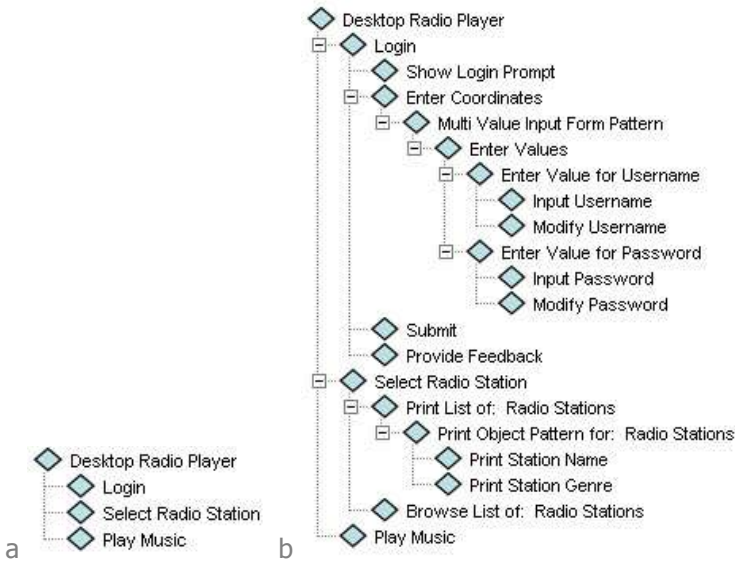 Desktop Radio Player
Login
Select Radio Station
Play Music
a
Desktop Radio Player
Login
Show Login Prompt
Enter Coordinates
Multi Value Input Form Pattern
Enter Values
Enter Value for Username
Input Username
Modify Username
Enter Value for Password
Input Password
Modify Password
Submit
Provide Feedback
Select Radio Station
Print List of: Radio Stations
Print Object Pattern for: Radio Stations
Print Station Name
Print Station Genre
Browse List of: Radio Stations
Play Music
b